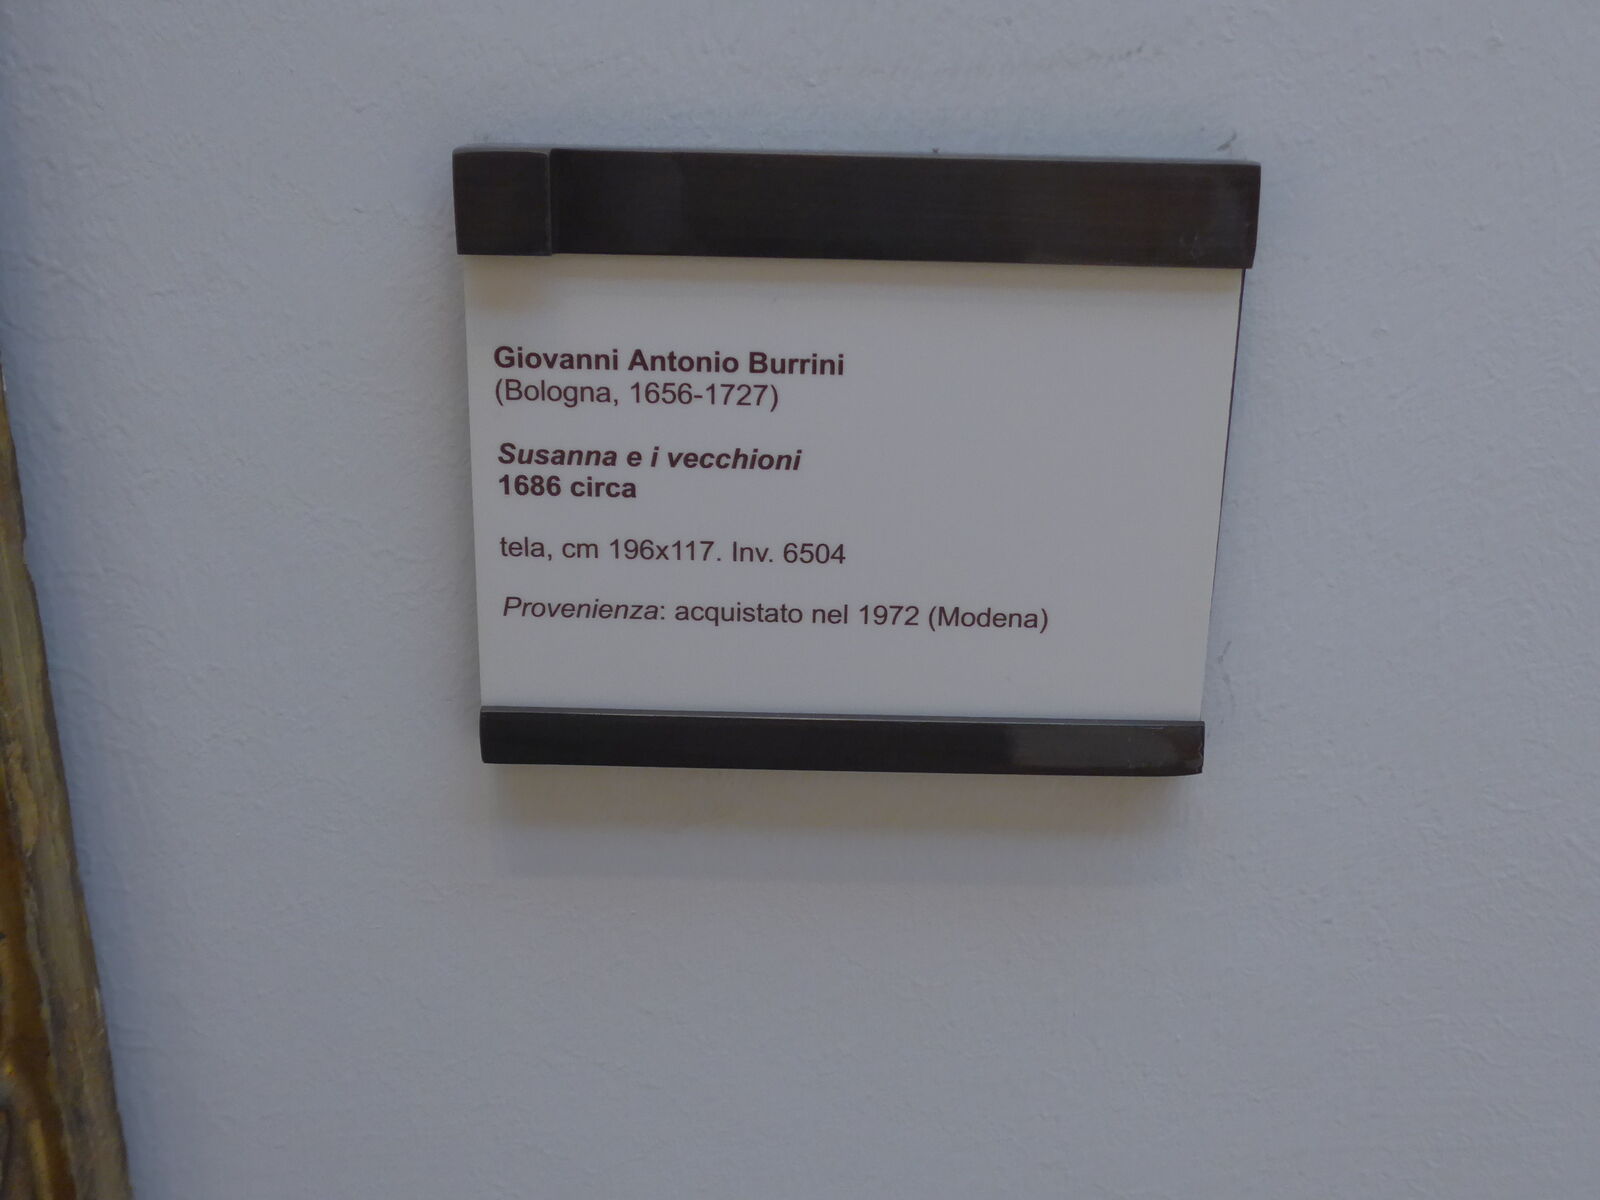 Giovanni Antonio Burrini
(Bologna, 1656-1727)
Susanna e i vecchioni
1686 circa
tela, cm 196x117. Inv. 6504
Provenienza: acquistato nel 1972 (Modena)